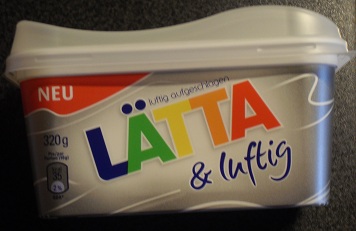 NEU
luftig aufgeschlagen
LÄTTA
320g
& luftig